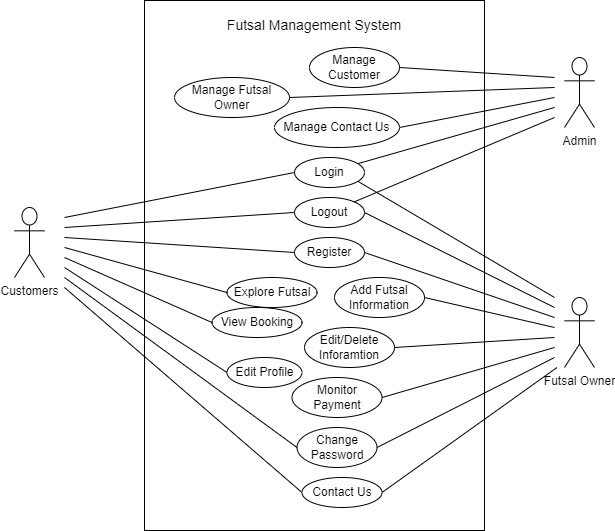 Futsal Management System
Manage
Customer
Manage Futsal
Owner
Manage Contact Us
Admin
Login
Logout
Register
Customers
Explore Futsal
Add Futsal
Information
View Booking
Edit/Delete
Inforamtion
Edit Profile
Futsal Owner
Monitor
Payment
Change
Password
Contact Us